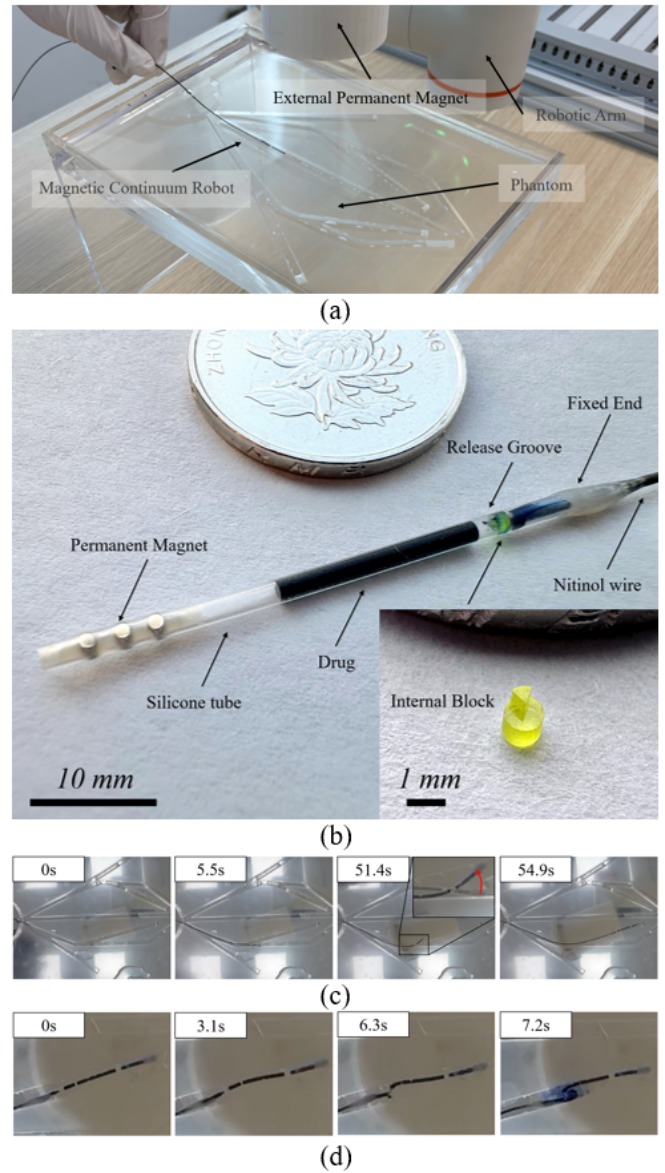 External Permanent Magnet
Robotic Arm
Magnetic Continuum Robot
Phantom
(a)
ZHON
NG
Fixed End
Release Groove
Permanent Magnet
Nitinol wire
Drug
Internal Block
Silicone tube
10 mm
1 mm
(b)
0s
5.5s
51.4s
54.9s
(c)
0s
3.1s
6.3s
7.2s
(d)